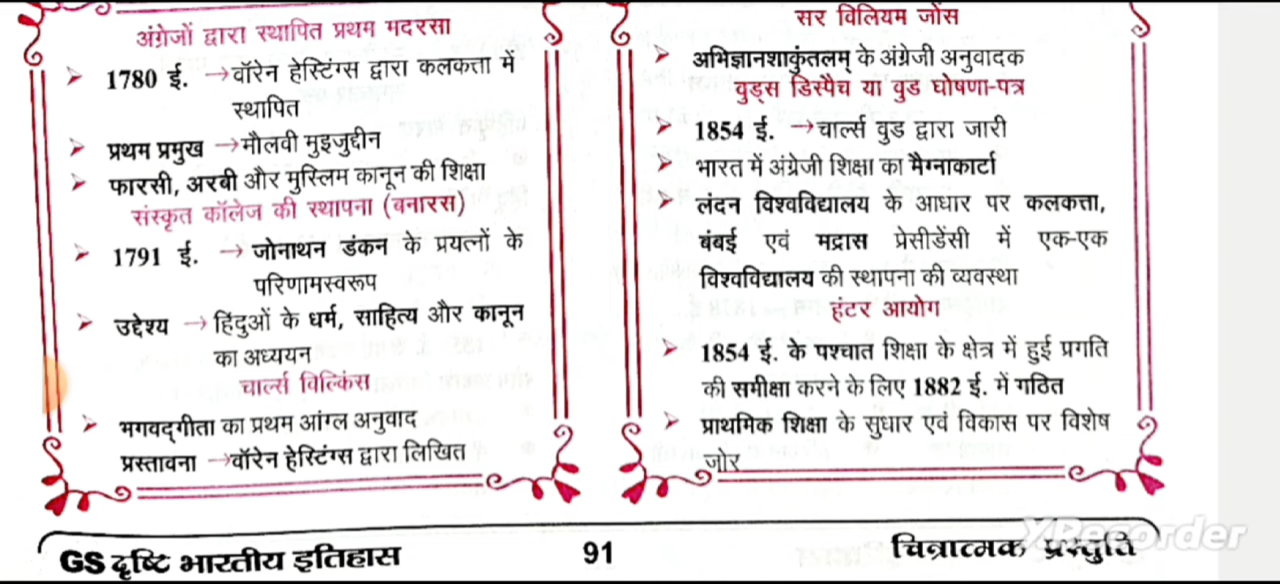 अंग्रेजों द्वारा स्थापित प्रथम मदरसा
➤ 1780 ई. →वॉरेन हेस्टिंग्स द्वारा कलकत्ता में
स्थापित
➤ प्रथम प्रमुख →मौलवी मुइजुद्दीन
➤ फारसी, अरबी और मुस्लिम कानून की शिक्षा
संस्कृत कॉलेज की स्थापना (बनारस)
➤ 1791 ई. → जोनाथन डंकन के प्रयत्नों के
परिणामस्वरूप
➤ उद्देश्य →हिंदुओं के धर्म, साहित्य और कानून
का अध्ययन
चार्ल्स विल्किंस
➤ भगवद्गीता का प्रथम आंग्ल अनुवाद
प्रस्तावना →वॉरेन हेस्टिंग्स द्वारा लिखित
सर विलियम जोंस
➤ अभिज्ञानशाकुंतलम् के अंग्रेजी अनुवादक
वुड्स डिस्पैच या वुड घोषणा-पत्र
➤ 1854 ई. →चार्ल्स वुड द्वारा जारी
➤ भारत में अंग्रेजी शिक्षा का मैग्नाकार्टा
➤ लंदन विश्वविद्यालय के आधार पर कलकत्ता,
बंबई एवं मद्रास प्रेसीडेंसी में एक-एक
विश्वविद्यालय की स्थापना की व्यवस्था
हंटर आयोग
➤ 1854 ई. के पश्चात शिक्षा के क्षेत्र में हुई प्रगति
की समीक्षा करने के लिए 1882 ई. में गठित
➤ प्राथमिक शिक्षा के सुधार एवं विकास पर विशेष
जोर
GS दृष्टि भारतीय इतिहास 91 चित्रात्मक प्रस्तुति
XRecorder